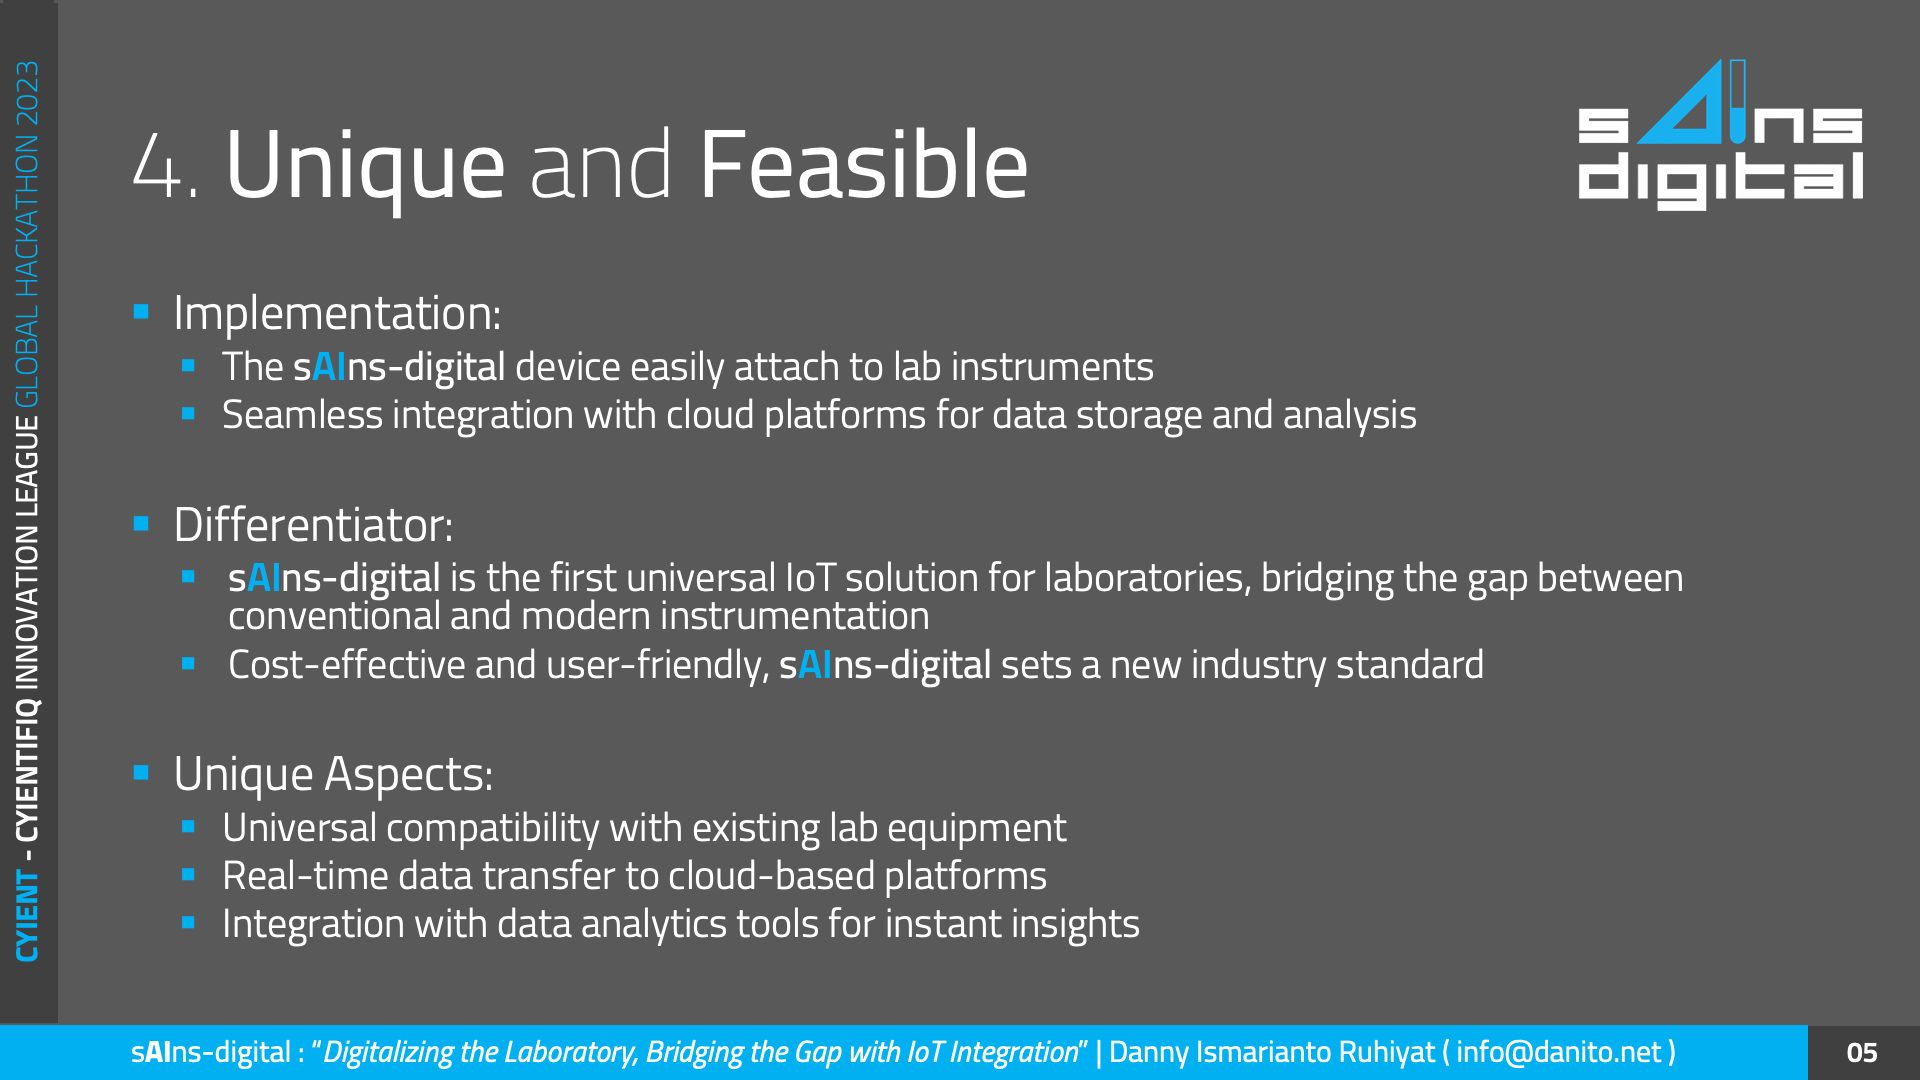 CYIENT - CYIENTIFIQ INNOVATION LEAGUE GLOBAL HACKATHON 2023
sAIns
digital
4. Unique and Feasible
▪ Implementation:
▪ The sAIns-digital device easily attach to lab instruments
▪ Seamless integration with cloud platforms for data storage and analysis
▪ Differentiator:
▪ sAIns-digital is the first universal IoT solution for laboratories, bridging the gap between
conventional and modern instrumentation
▪ Cost-effective and user-friendly, sAIns-digital sets a new industry standard
▪ Unique Aspects:
▪ Universal compatibility with existing lab equipment
▪ Real-time data transfer to cloud-based platforms
▪ Integration with data analytics tools for instant insights
sAIns-digital : "Digitalizing the Laboratory, Bridging the Gap with IoT Integration" | Danny Ismarianto Ruhiyat ( info@danito.net )
05